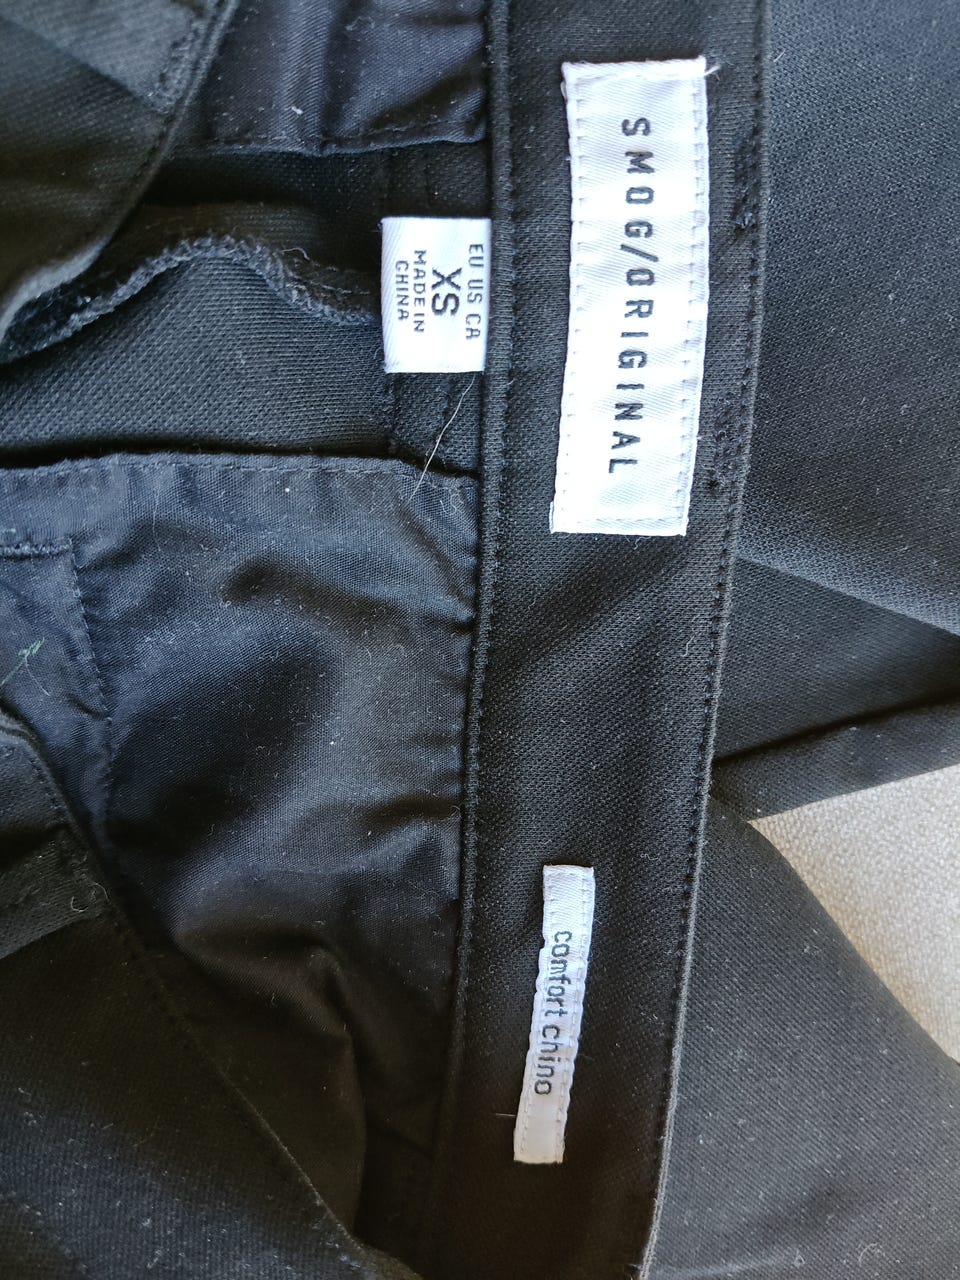 SMOG/ORIGINAL
EU US CA
XS
MADE IN
CHINA
comfort chino